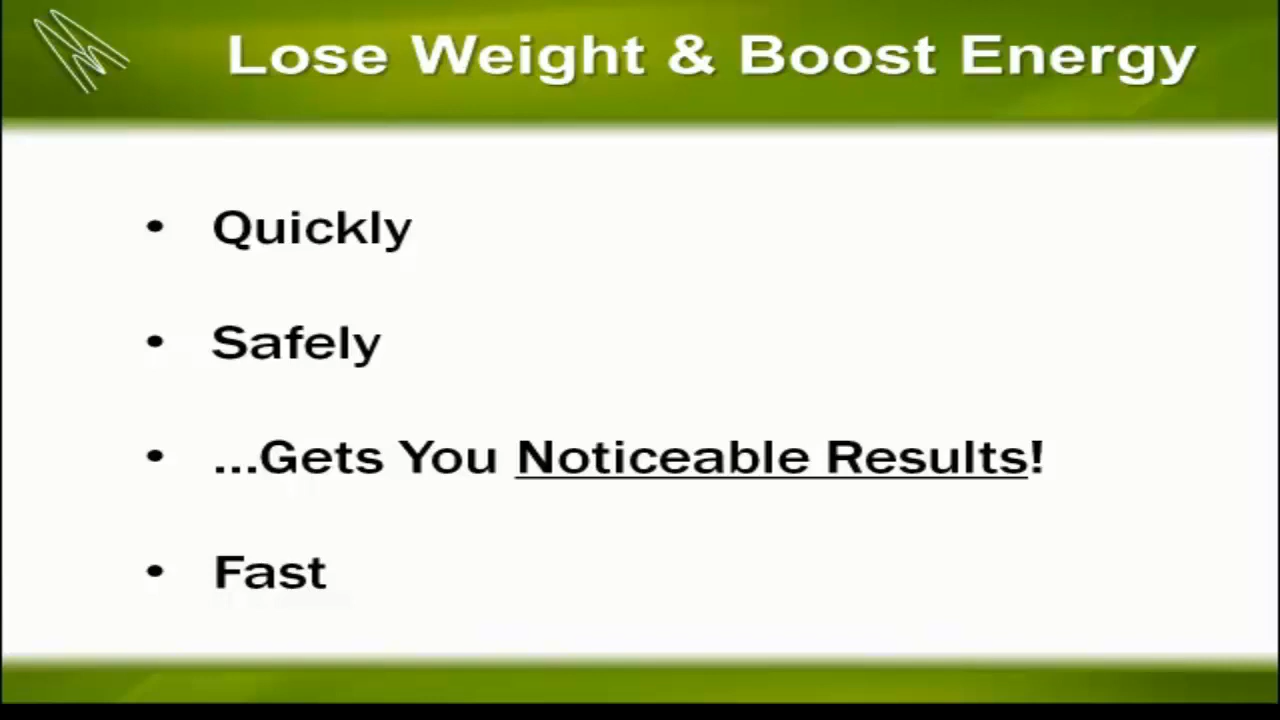 Lose Weight & Boost Energy
• Quickly
• Safely
• ...Gets You Noticeable Results!
• Fast